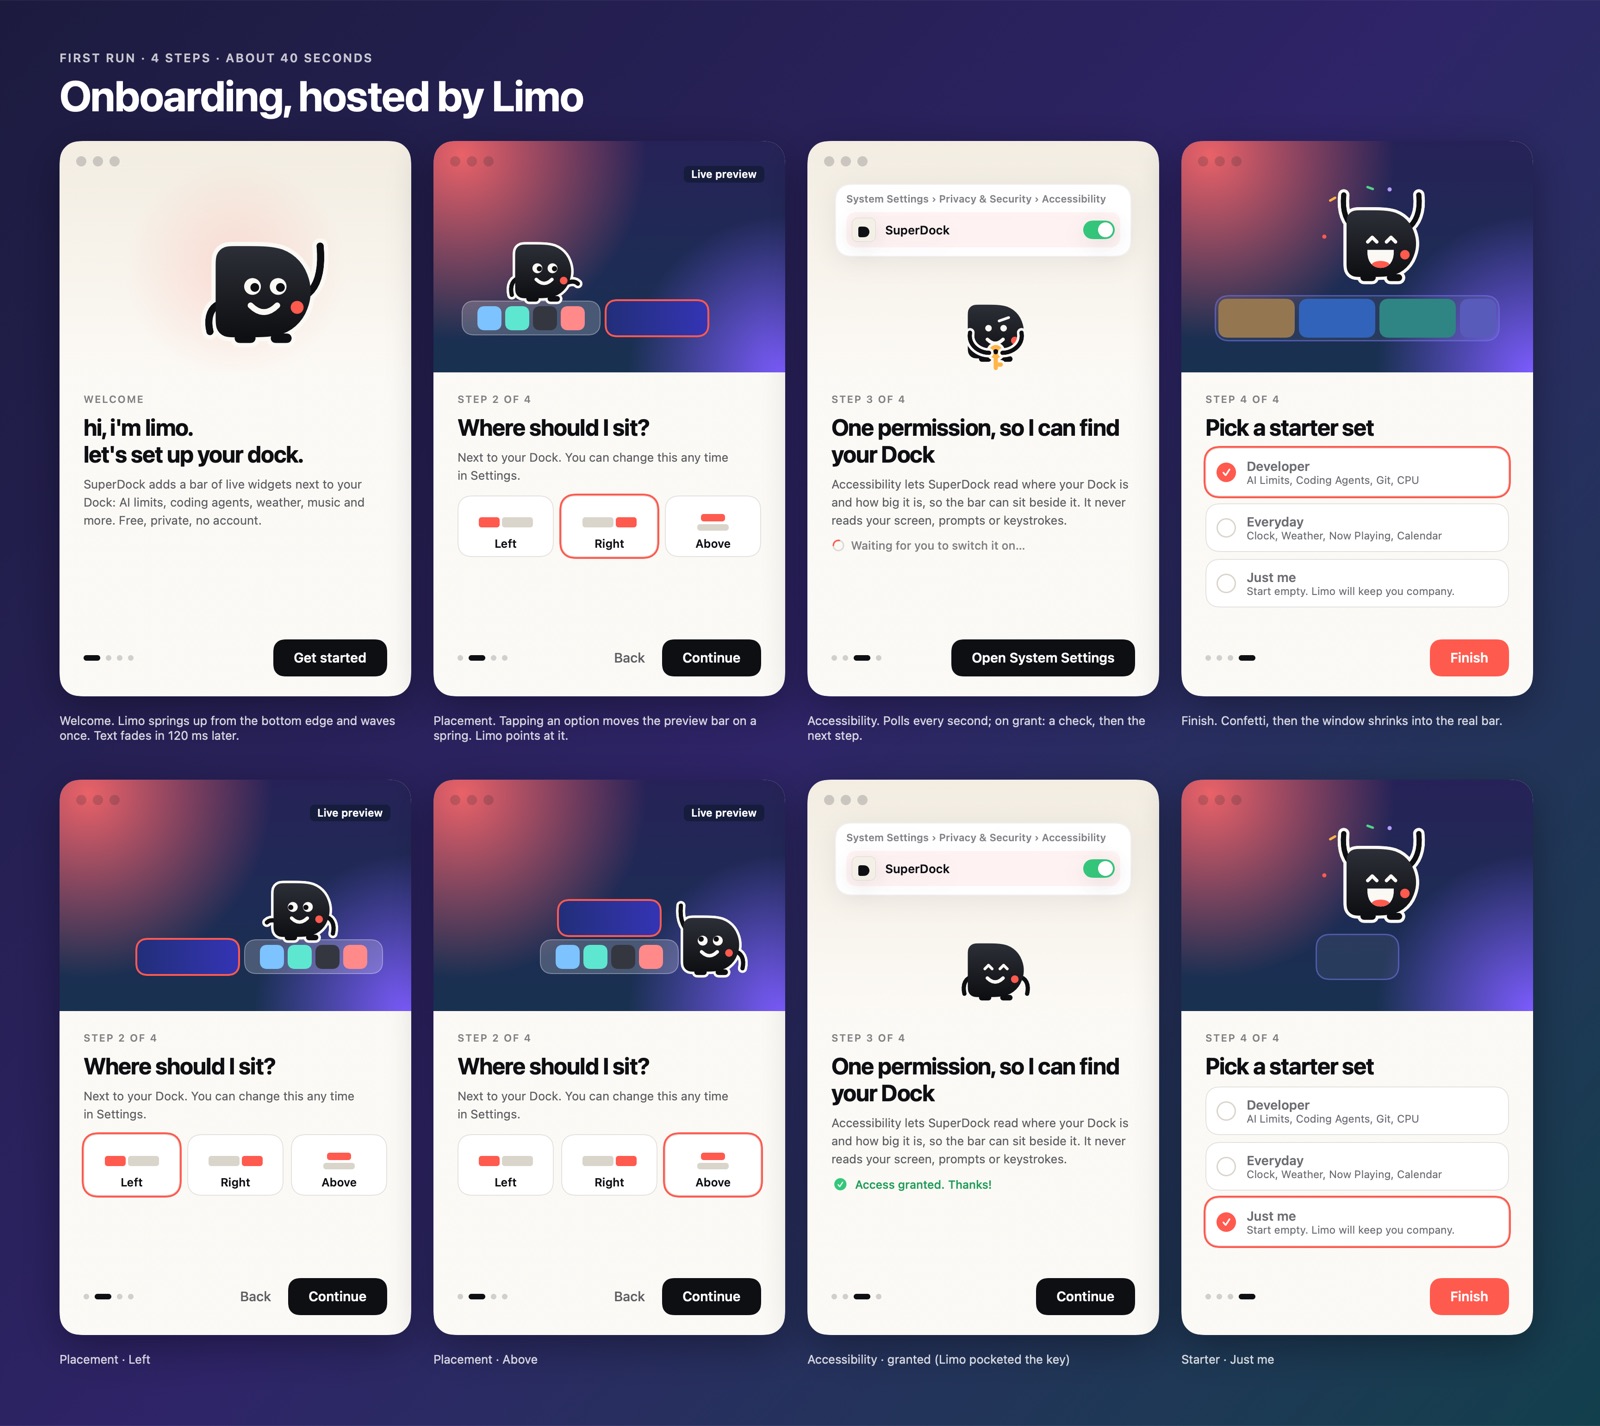 FIRST RUN · 4 STEPS · ABOUT 40 SECONDS
Onboarding, hosted by Limo
WELCOME
hi, i'm limo.
let's set up your dock.
SuperDock adds a bar of live widgets next to your
Dock: AI limits, coding agents, weather, music and
more. Free, private, no account.
Get started
Welcome. Limo springs up from the bottom edge and waves
once. Text fades in 120 ms later.
Live preview
STEP 2 OF 4
Where should I sit?
Next to your Dock. You can change this any time
in Settings.
Left
Right
Above
Back
Continue
Placement. Tapping an option moves the preview bar on a
spring. Limo points at it.
System Settings › Privacy & Security › Accessibility
SuperDock
STEP 3 OF 4
One permission, so I can find
your Dock
Accessibility lets SuperDock read where your Dock is
and how big it is, so the bar can sit beside it. It never
reads your screen, prompts or keystrokes.
Waiting for you to switch it on...
Open System Settings
Accessibility. Polls every second; on grant: a check, then the
next step.
STEP 4 OF 4
Pick a starter set
Developer
AI Limits, Coding Agents, Git, CPU
Everyday
Clock, Weather, Now Playing, Calendar
Just me
Start empty. Limo will keep you company.
Finish
Finish. Confetti, then the window shrinks into the real bar.
Live preview
STEP 2 OF 4
Where should I sit?
Next to your Dock. You can change this any time
in Settings.
Left
Right
Above
Back
Continue
Placement · Left
Live preview
STEP 2 OF 4
Where should I sit?
Next to your Dock. You can change this any time
in Settings.
Left
Right
Above
Back
Continue
Placement · Above
System Settings › Privacy & Security › Accessibility
SuperDock
STEP 3 OF 4
One permission, so I can find
your Dock
Accessibility lets SuperDock read where your Dock is
and how big it is, so the bar can sit beside it. It never
reads your screen, prompts or keystrokes.
Access granted. Thanks!
Continue
Accessibility · granted (Limo pocketed the key)
STEP 4 OF 4
Pick a starter set
Developer
AI Limits, Coding Agents, Git, CPU
Everyday
Clock, Weather, Now Playing, Calendar
Just me
Start empty. Limo will keep you company.
Finish
Starter · Just me